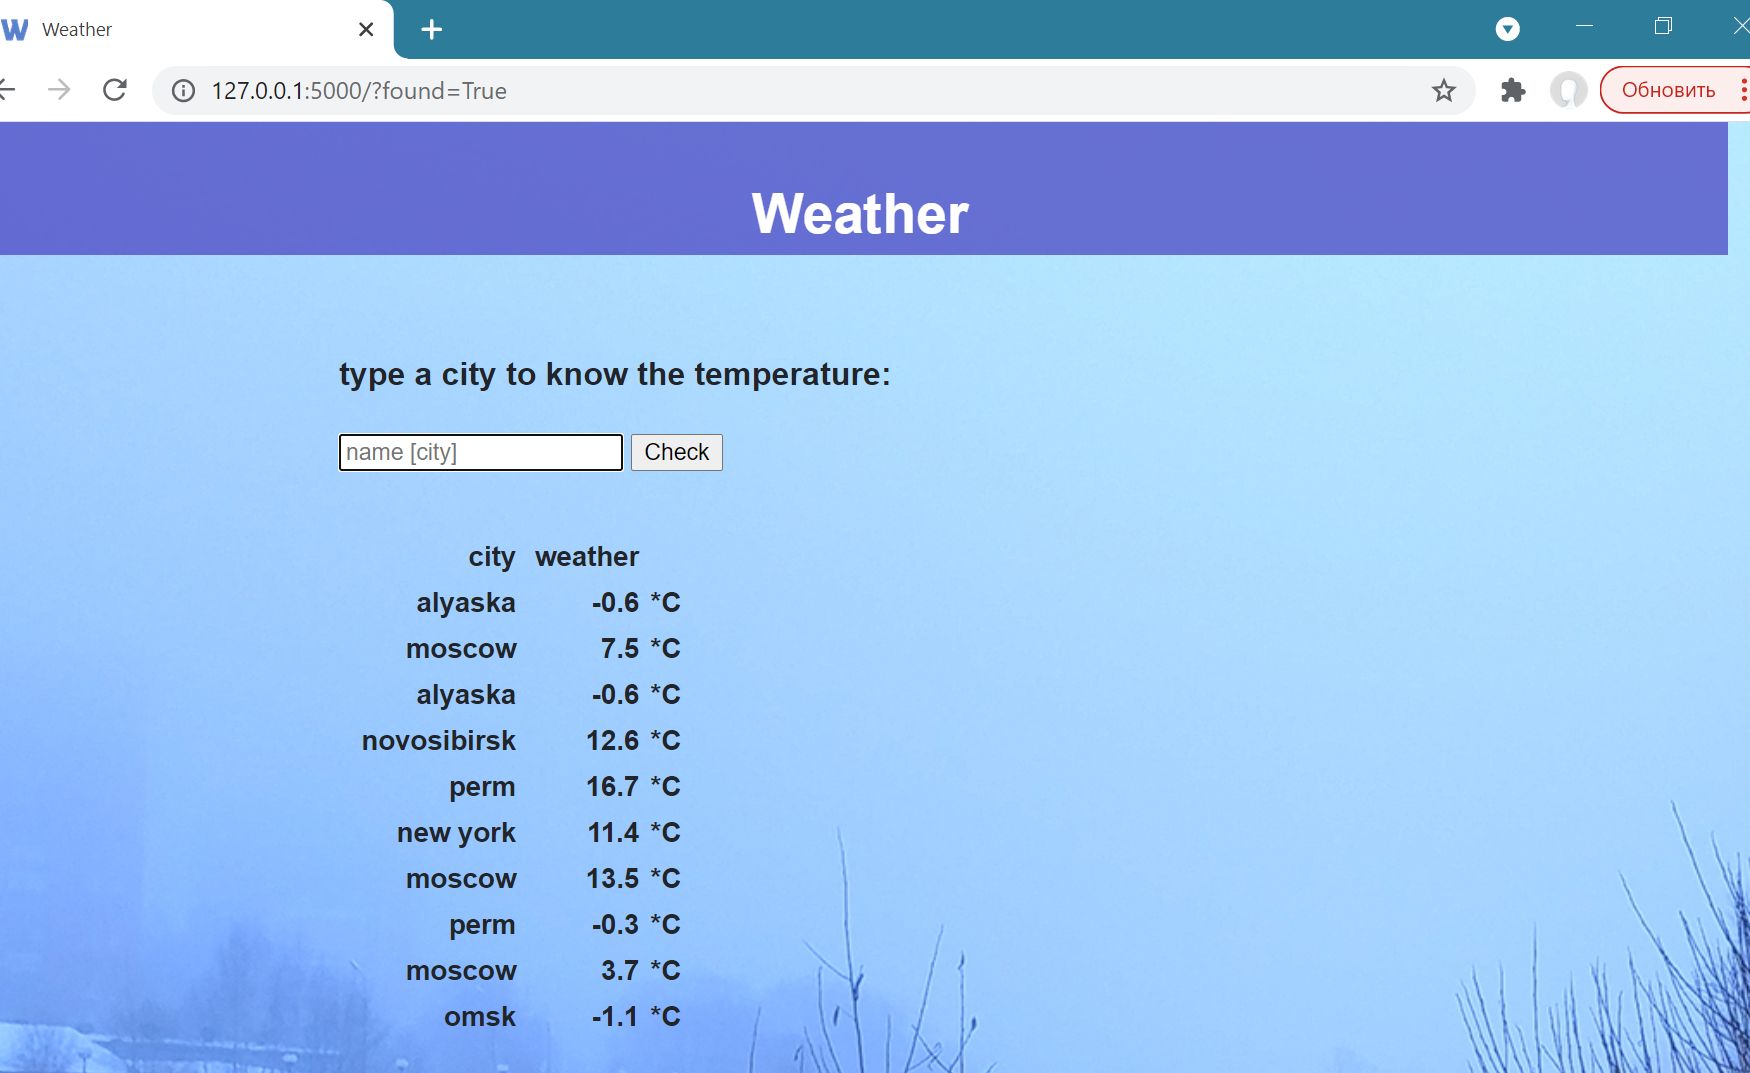 W Weather
127.0.0.1:5000/?found=True
Обновить
Weather
type a city to know the temperature:
name [city] Check
city weather
alyaska -0.6 *C
moscow 7.5 *C
alyaska -0.6 *C
novosibirsk 12.6 *C
perm 16.7 *C
new york 11.4 *C
moscow 13.5 *C
perm -0.3 *C
moscow 3.7 *C
omsk -1.1 *C